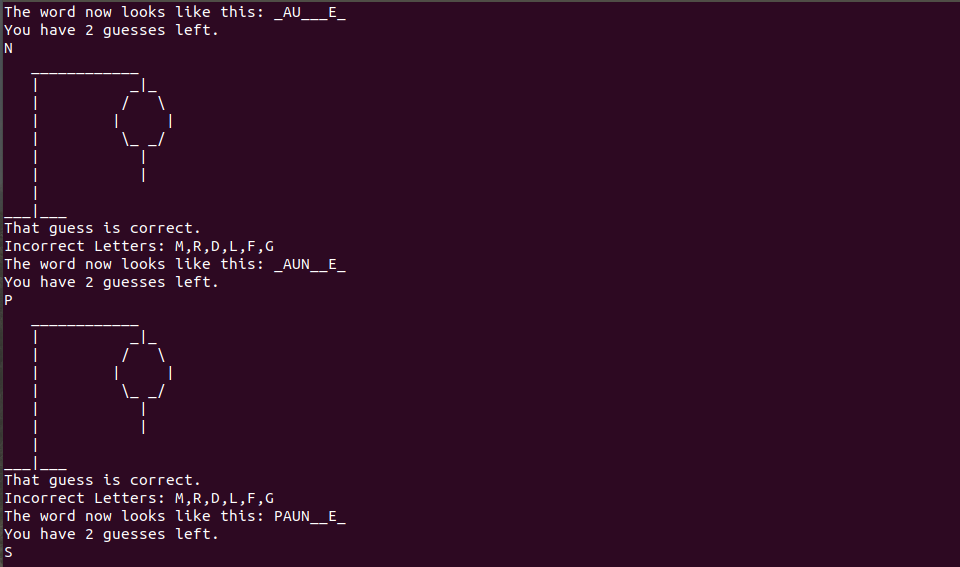 The word now looks like this: _AU___E_
You have 2 guesses left.
N
   ____________
   |          _|_
   |         /   \
   |        |     |
   |         \_ _/
   |           |
   |           |
   |
___|___
That guess is correct.
Incorrect Letters: M,R,D,L,F,G
The word now looks like this: _AUN__E_
You have 2 guesses left.
P
   ____________
   |          _|_
   |         /   \
   |        |     |
   |         \_ _/
   |           |
   |           |
   |
___|___
That guess is correct.
Incorrect Letters: M,R,D,L,F,G
The word now looks like this: PAUN__E_
You have 2 guesses left.
S